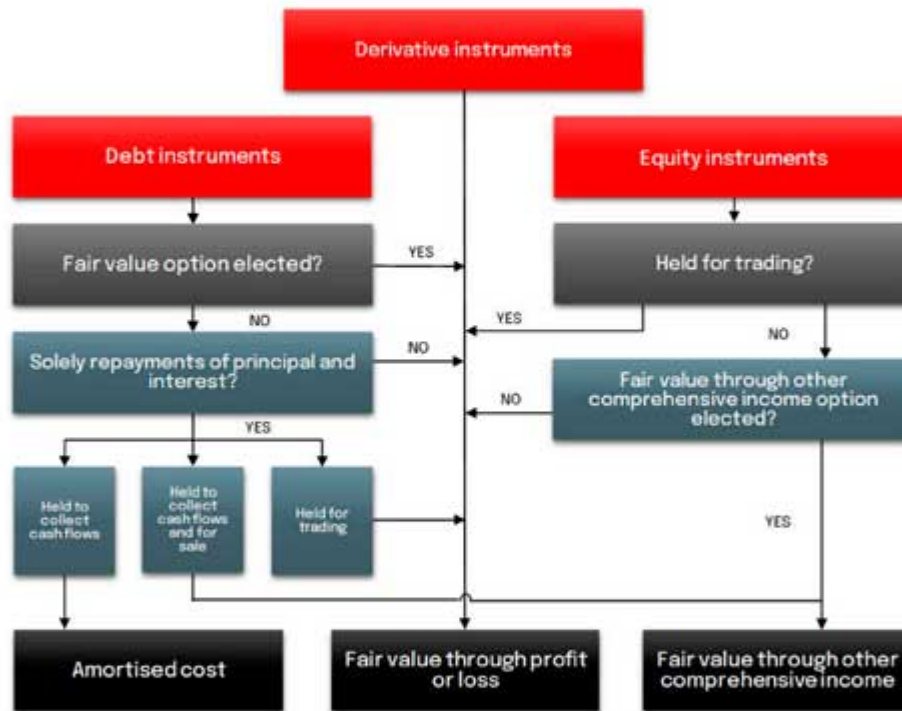 Derivative instruments
Debt instruments
Equity instruments
Fair value option elected?
YES
Held for trading?
NO
YES
NO
Solely repayments of principal and
interest?
NO
Fair value through other
comprehensive income option
elected?
NO
YES
Held to
collect
cash flows
Held to
collect
cash flows
and for
sale
Held for
trading
YES
Amortised cost
Fair value through profit
or loss
Fair value through other
comprehensive income